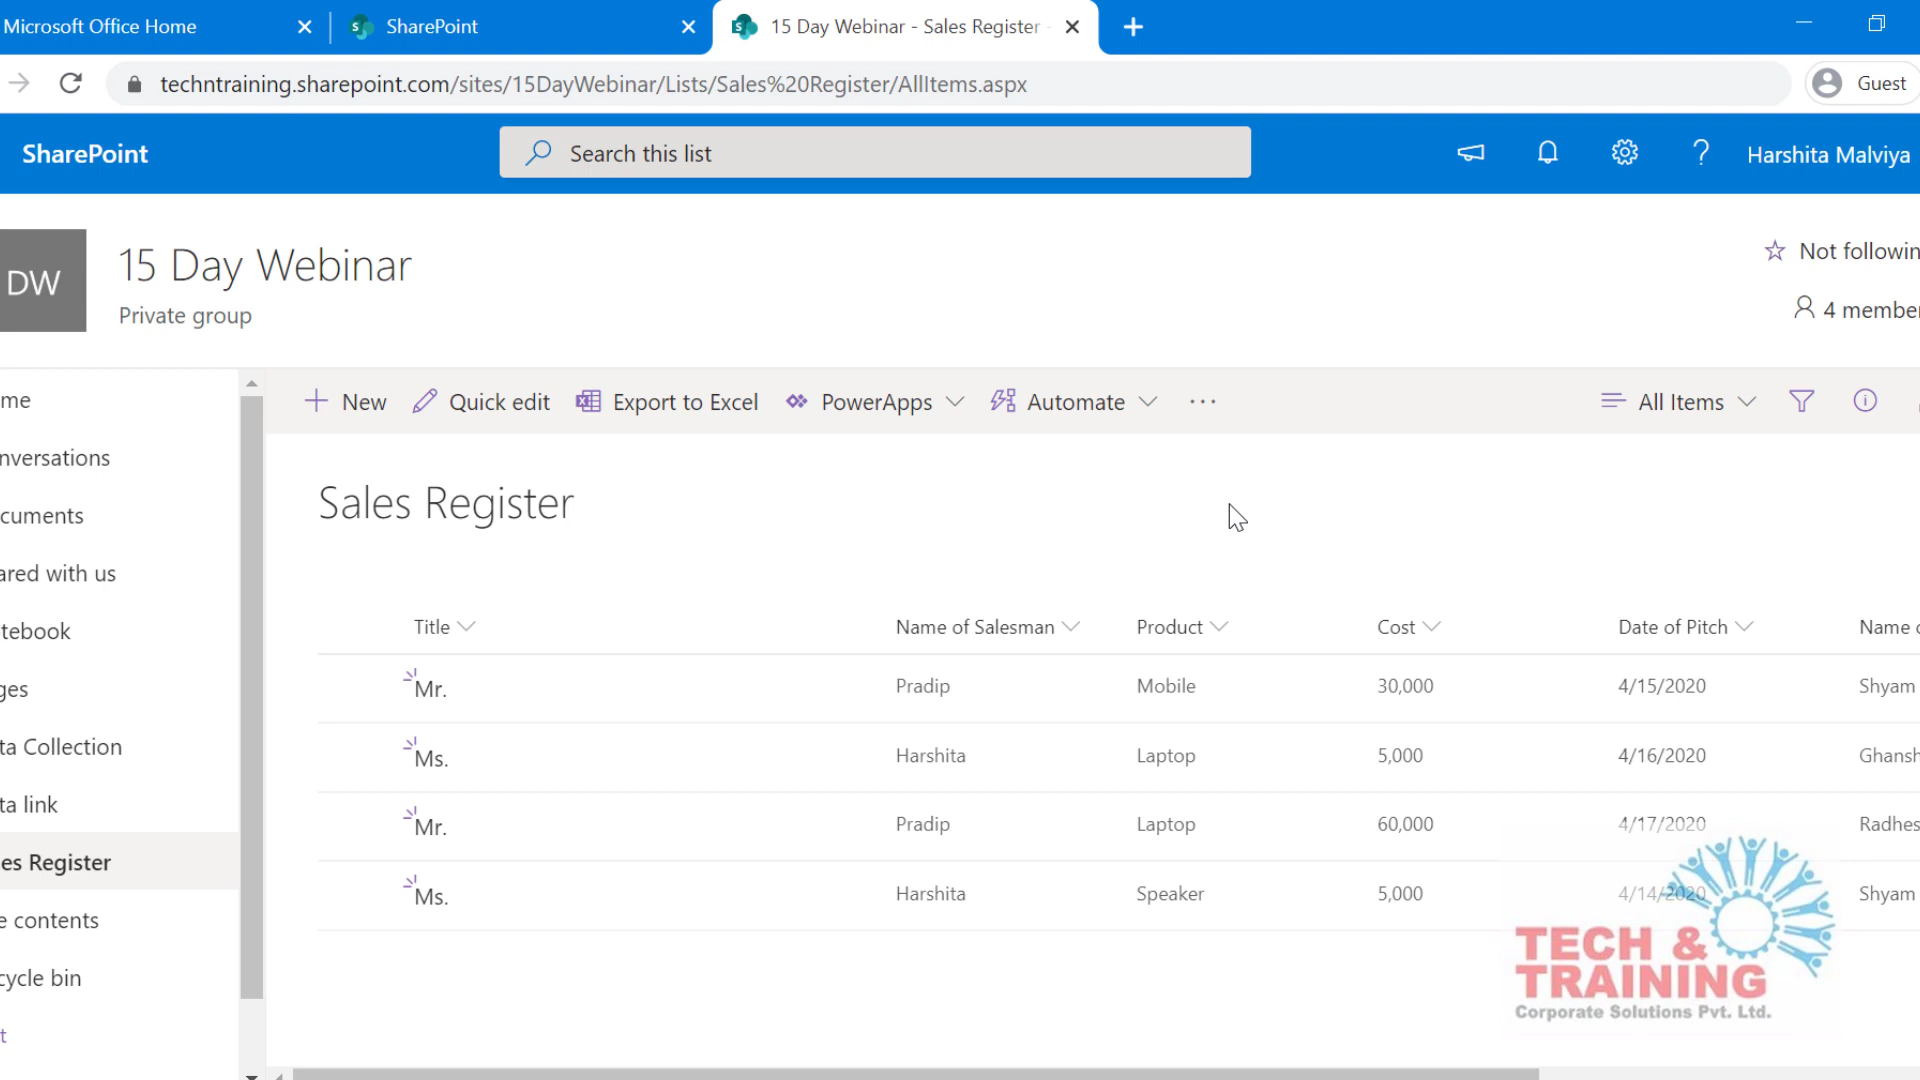 Microsoft Office Home
SharePoint
15 Day Webinar - Sales Register -
techntraining.sharepoint.com/sites/15DayWebinar/Lists/Sales%20Register/AllItems.aspx
Guest
SharePoint
Search this list
Harshita Malviya
DW
15 Day Webinar
Private group
Not followin
4 member
me
nversations
cuments
ared with us
tebook
ges
ta Collection
ta link
es Register
e contents
cycle bin
t
New
Quick edit
Export to Excel
PowerApps
Automate
All Items
Sales Register
Title Name of Salesman Product Cost Date of Pitch Name o
Mr. Pradip Mobile 30,000 4/15/2020 Shyam
Ms. Harshita Laptop 5,000 4/16/2020 Ghansh
Mr. Pradip Laptop 60,000 4/17/2020 Radhes
Ms. Harshita Speaker 5,000 4/14/2020 Shyam
TECH &
TRAINING
Corporate Solutions Pvt. Ltd.